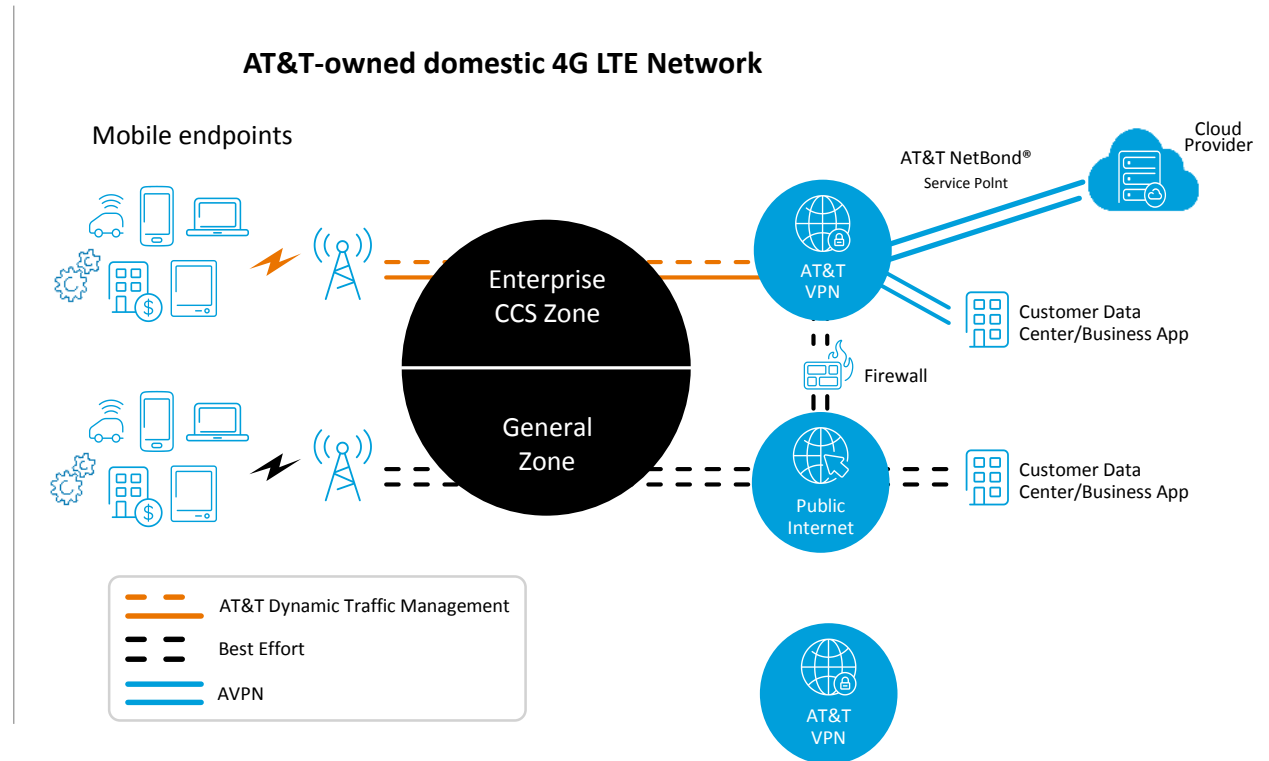 AT&T-owned domestic 4G LTE Network
Mobile endpoints
Cloud
Provider
AT&T NetBond®
Service PoInt
AT&T
VPN
Enterprise
CCS Zone
Customer Data
Center/Business App
Firewall
$
General
Zone
Public
Internet
Customer Data
Center/Business App
$
AT&T Dynamic Traffic Management
Best Effort
AVPN
AT&T
VPN